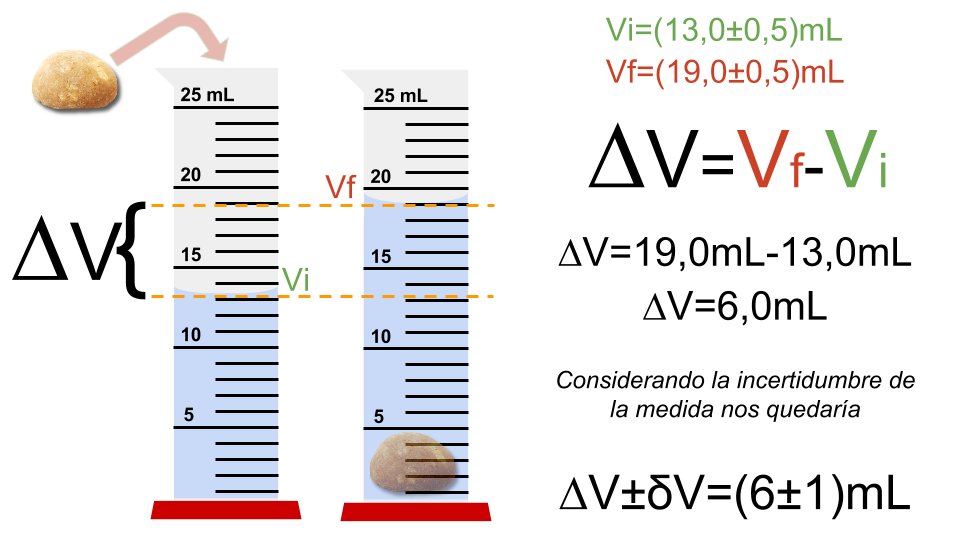 25 mL
20
15
10
5
25 mL
20
15
10
5
Vf
Vi
ΔV{
Vi=(13,0±0,5)mL
Vf=(19,0±0,5)mL
ΔV=Vf-Vi
ΔV=19,0mL-13,0mL
ΔV=6,0mL
Considerando la incertidumbre de
la medida nos quedaría
ΔV±δV=(6±1)mL